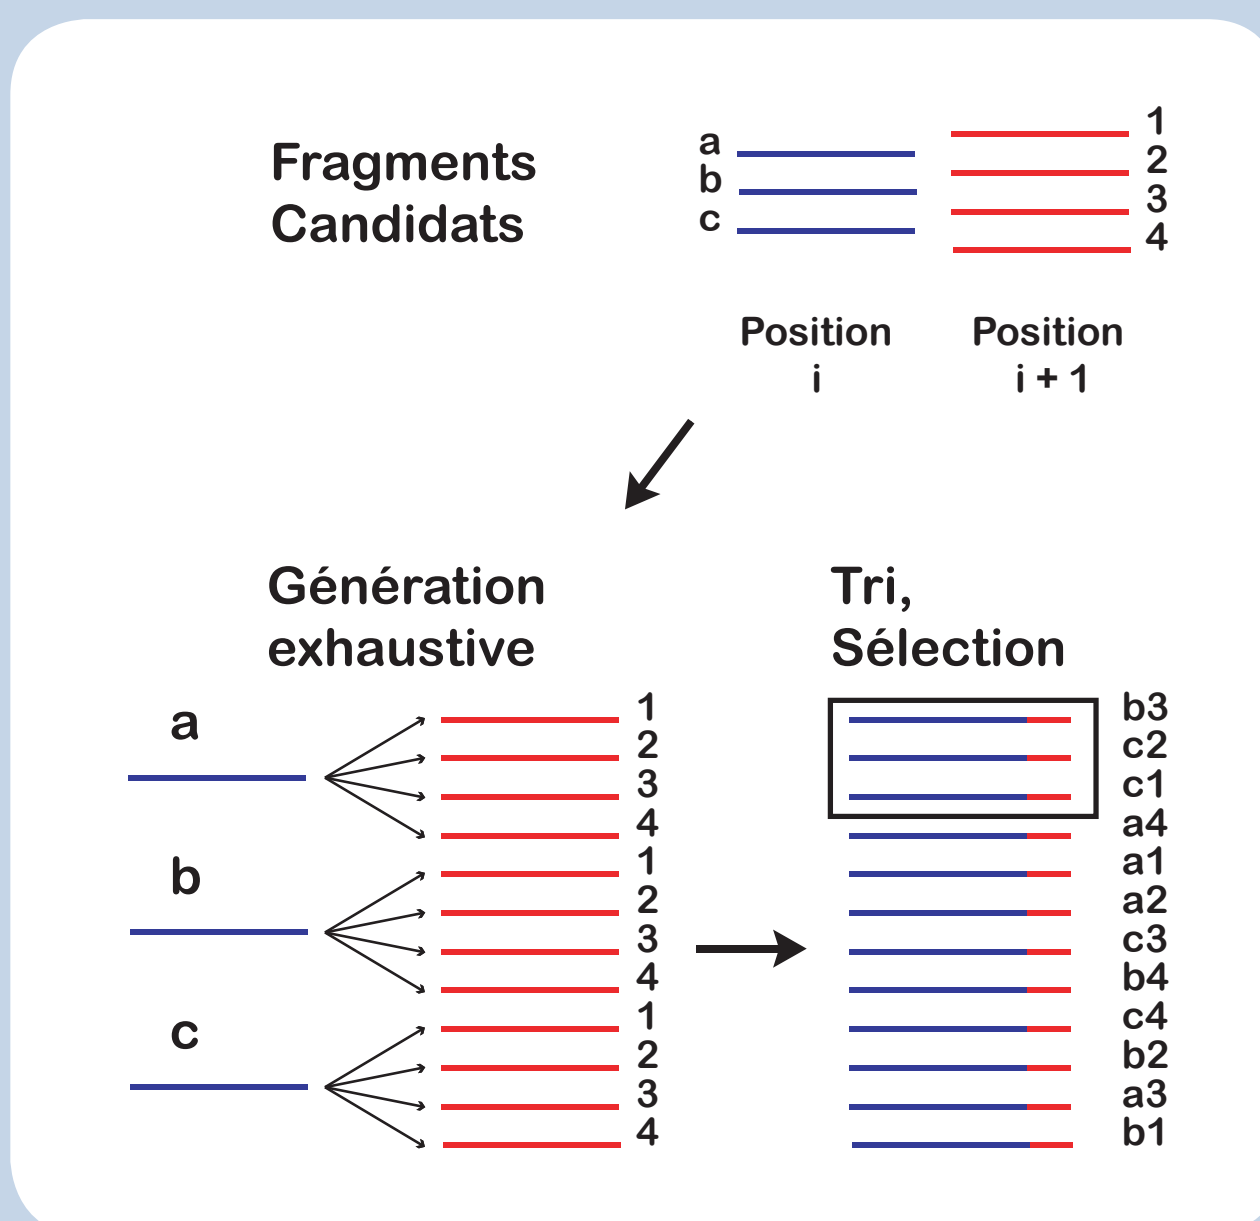 Fragments
Candidats
a
b
c
1
2
3
4
Position
i
Position
i + 1
Génération
exhaustive
a
1
2
3
4
b
1
2
3
4
c
1
2
3
4
Tri,
Sélection
b3
c2
c1
a4
a1
a2
c3
b4
c4
b2
a3
b1